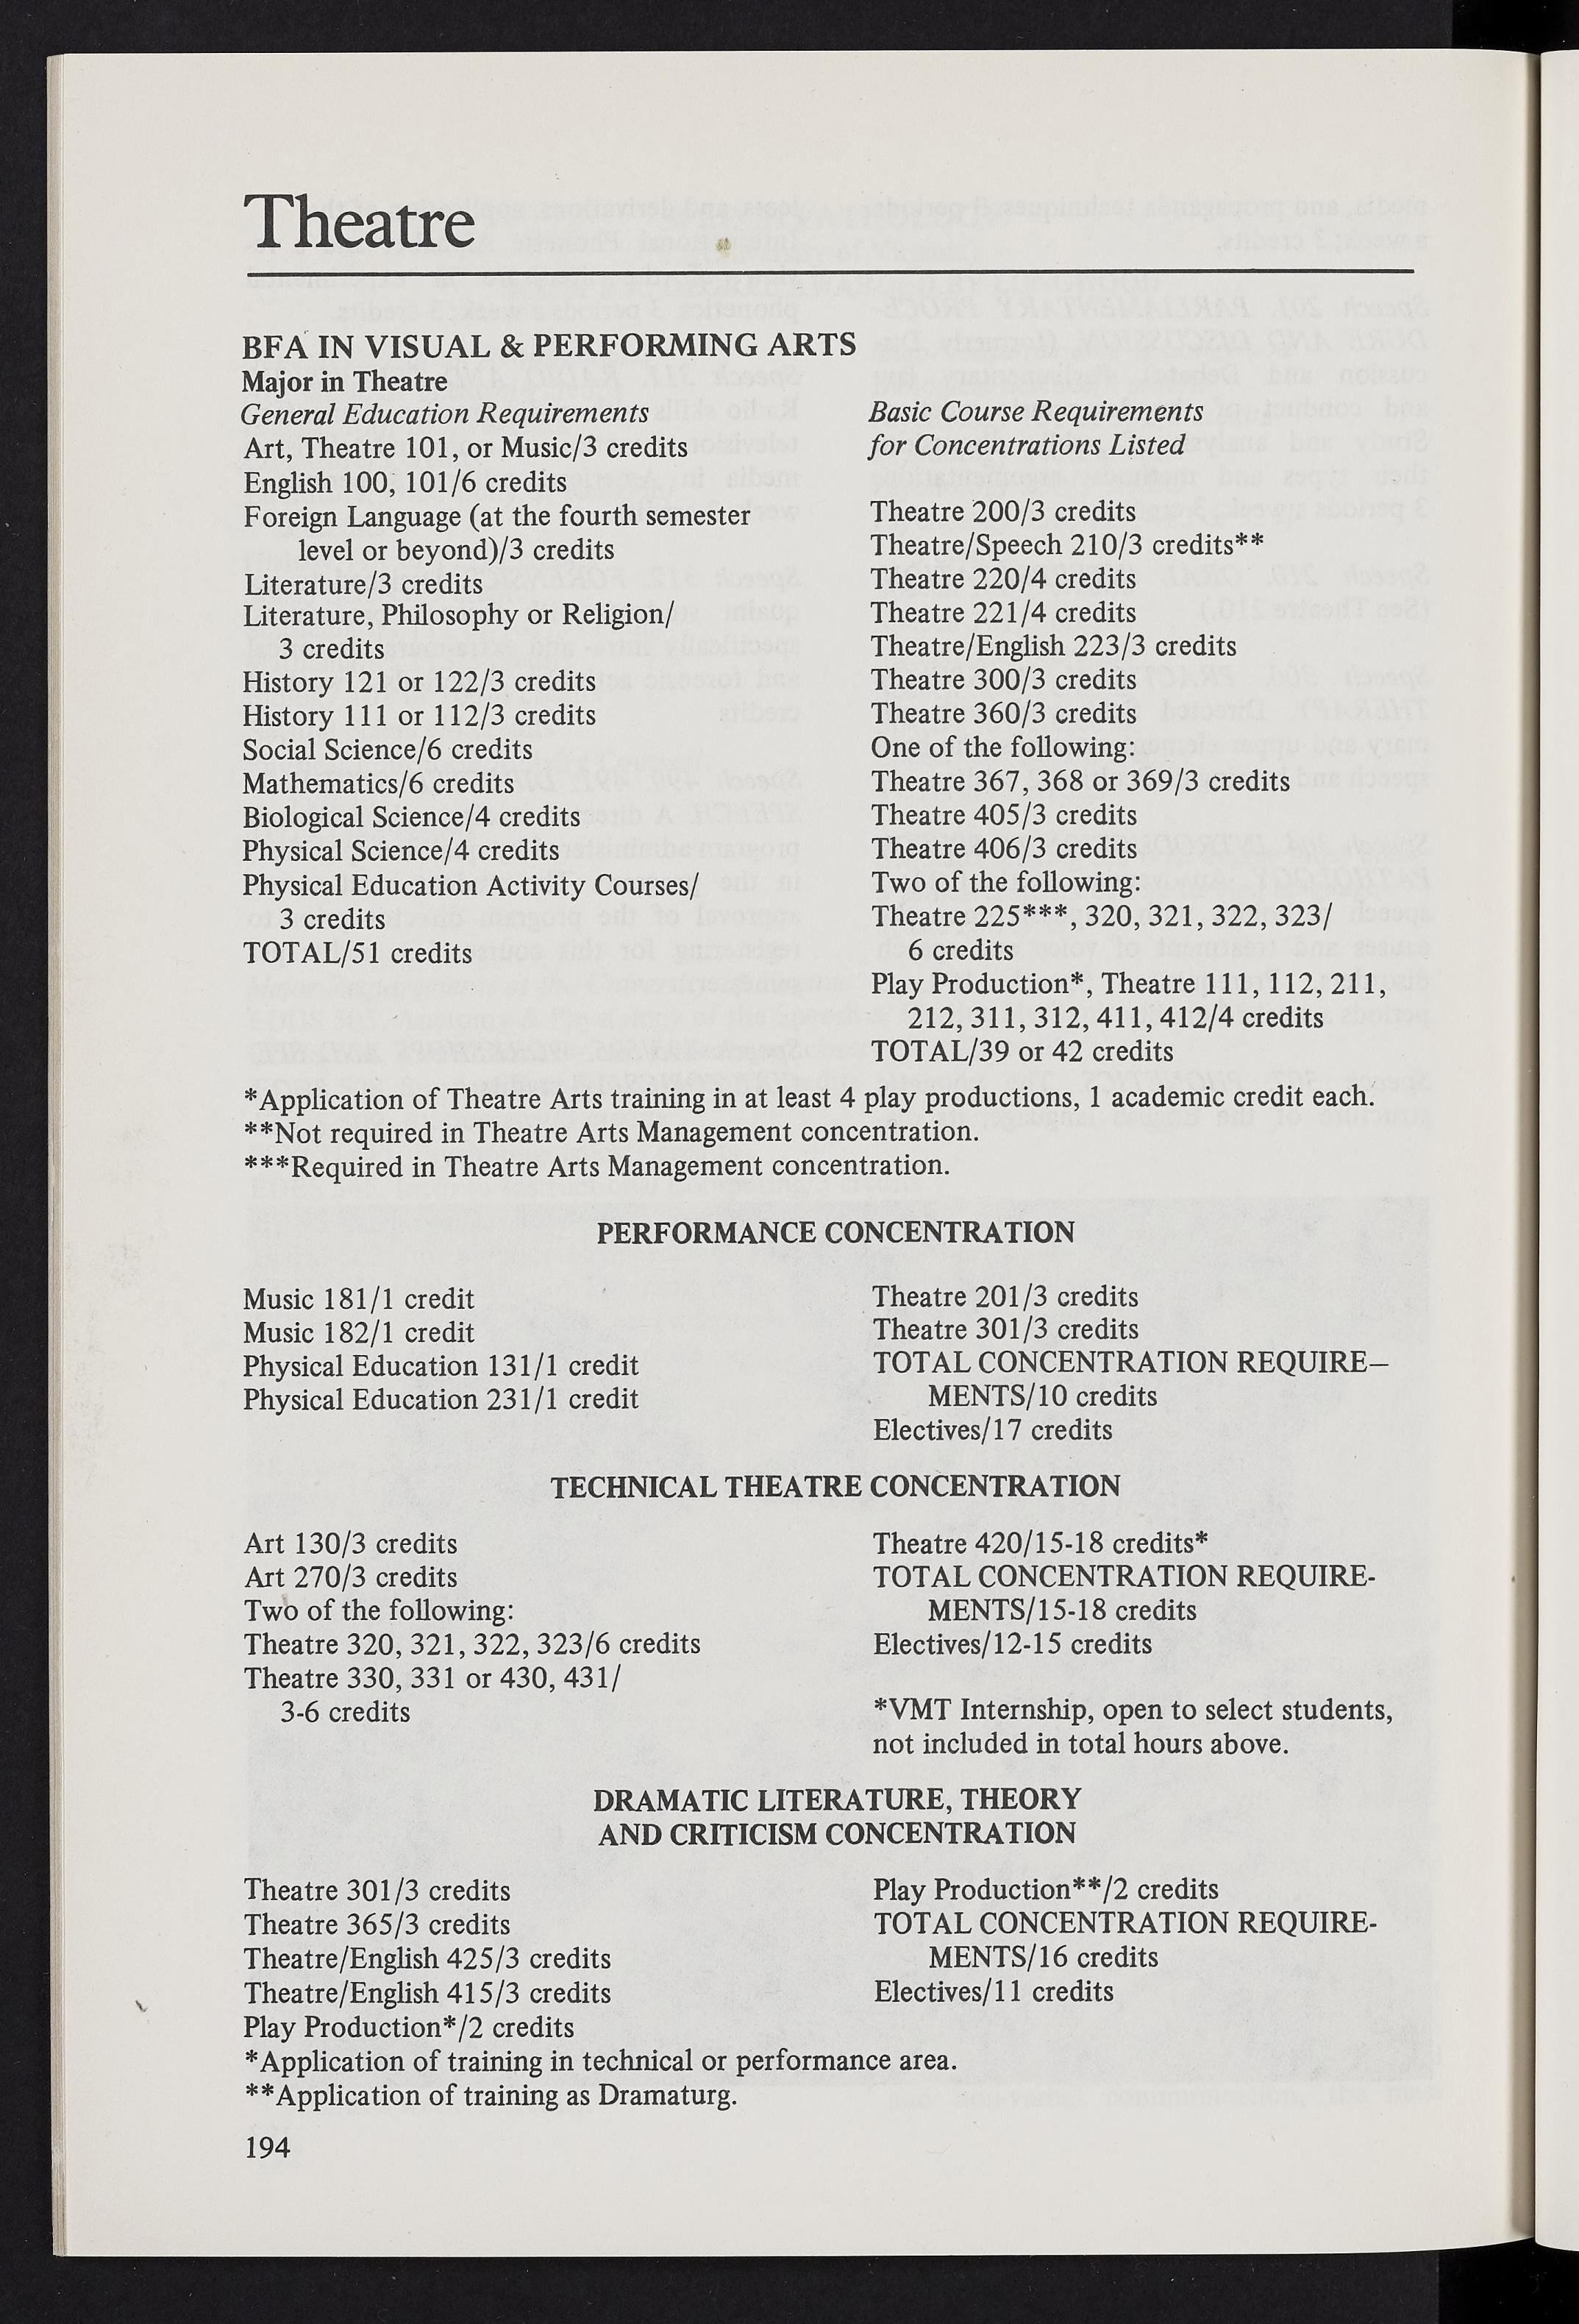 Theatre
BFA IN VISUAL & PERFORMING ARTS
Major in Theatre
General Education Requirements
Art, Theatre 101, or Music/3 credits
English 100, 101/6 credits
Foreign Language (at the fourth semester
level or beyond)/3 credits
Literature/3 credits
Literature, Philosophy or Religion/
3 credits
History 121 or 122/3 credits
History 111 or 112/3 credits
Social Science/6 credits
Mathematics/6 credits
Biological Science/4 credits
Physical Science/4 credits
Physical Education Activity Courses/
3 credits
TOTAL/51 credits
Basic Course Requirements
for Concentrations Listed
Theatre 200/3 credits
Theatre/Speech 210/3 credits**
Theatre 220/4 credits
Theatre 221/4 credits
Theatre/English 223/3 credits
Theatre 300/3 credits
Theatre 360/3 credits
One of the following:
Theatre 367, 368 or 369/3 credits
Theatre 405/3 credits
Theatre 406/3 credits
Two of the following:
Theatre 225***, 320, 321, 322, 323/
6 credits
Play Production*, Theatre 111, 112, 211,
212, 311, 312, 411, 412/4 credits
TOTAL/39 or 42 credits
*Application of Theatre Arts training in at least 4 play productions, 1 academic credit each.
**Not required in Theatre Arts Management concentration.
***Required in Theatre Arts Management concentration.
PERFORMANCE CONCENTRATION
Music 181/1 credit
Music 182/1 credit
Physical Education 131/1 credit
Physical Education 231/1 credit
Theatre 201/3 credits
Theatre 301/3 credits
TOTAL CONCENTRATION REQUIRE–
MENTS/10 credits
Electives/17 credits
TECHNICAL THEATRE CONCENTRATION
Art 130/3 credits
Art 270/3 credits
Two of the following:
Theatre 320, 321, 322, 323/6 credits
Theatre 330, 331 or 430, 431/
3-6 credits
Theatre 420/15-18 credits*
TOTAL CONCENTRATION REQUIRE-
MENTS/15-18 credits
Electives/12-15 credits
*VMT Internship, open to select students,
not included in total hours above.
DRAMATIC LITERATURE, THEORY
AND CRITICISM CONCENTRATION
Theatre 301/3 credits
Theatre 365/3 credits
Theatre/English 425/3 credits
Theatre/English 415/3 credits
Play Production*/2 credits
Play Production**/2 credits
TOTAL CONCENTRATION REQUIRE-
MENTS/16 credits
Electives/11 credits
*Application of training in technical or performance area.
**Application of training as Dramaturg.
194